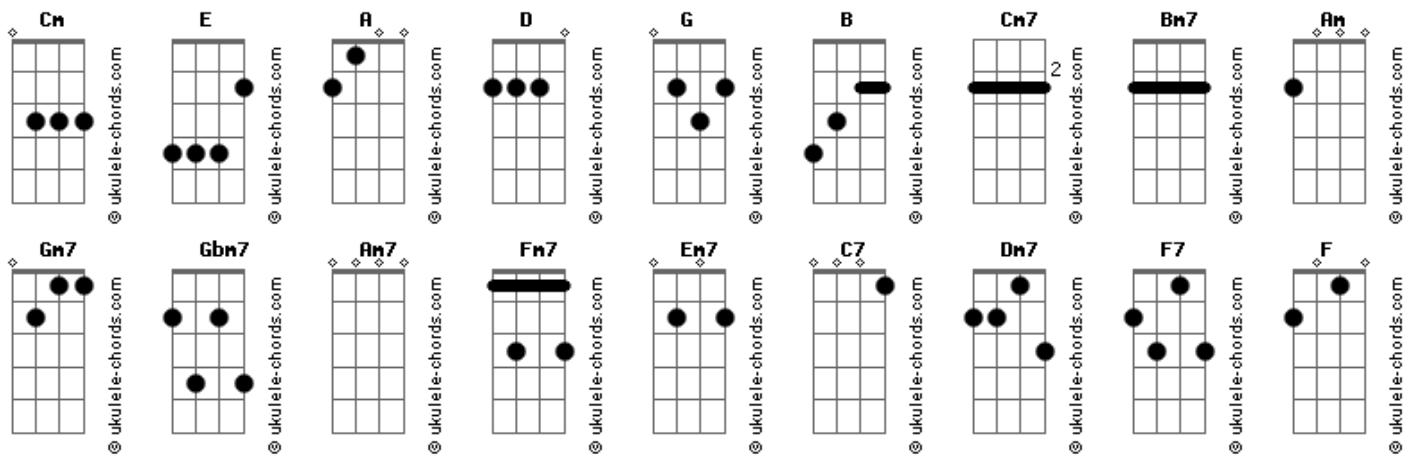 Cm E A D G B Cm7 Bm7 Am
2
© ukulele-chords.com © ukulele-chords.com © ukulele-chords.com © ukulele-chords.com © ukulele-chords.com © ukulele-chords.com © ukulele-chords.com © ukulele-chords.com © ukulele-chords.com
Gm7 Gbm7 Am7 Fm7 Em7 C7 Dm7 F7 F
© ukulele-chords.com © ukulele-chords.com © ukulele-chords.com © ukulele-chords.com © ukulele-chords.com © ukulele-chords.com © ukulele-chords.com © ukulele-chords.com © ukulele-chords.com